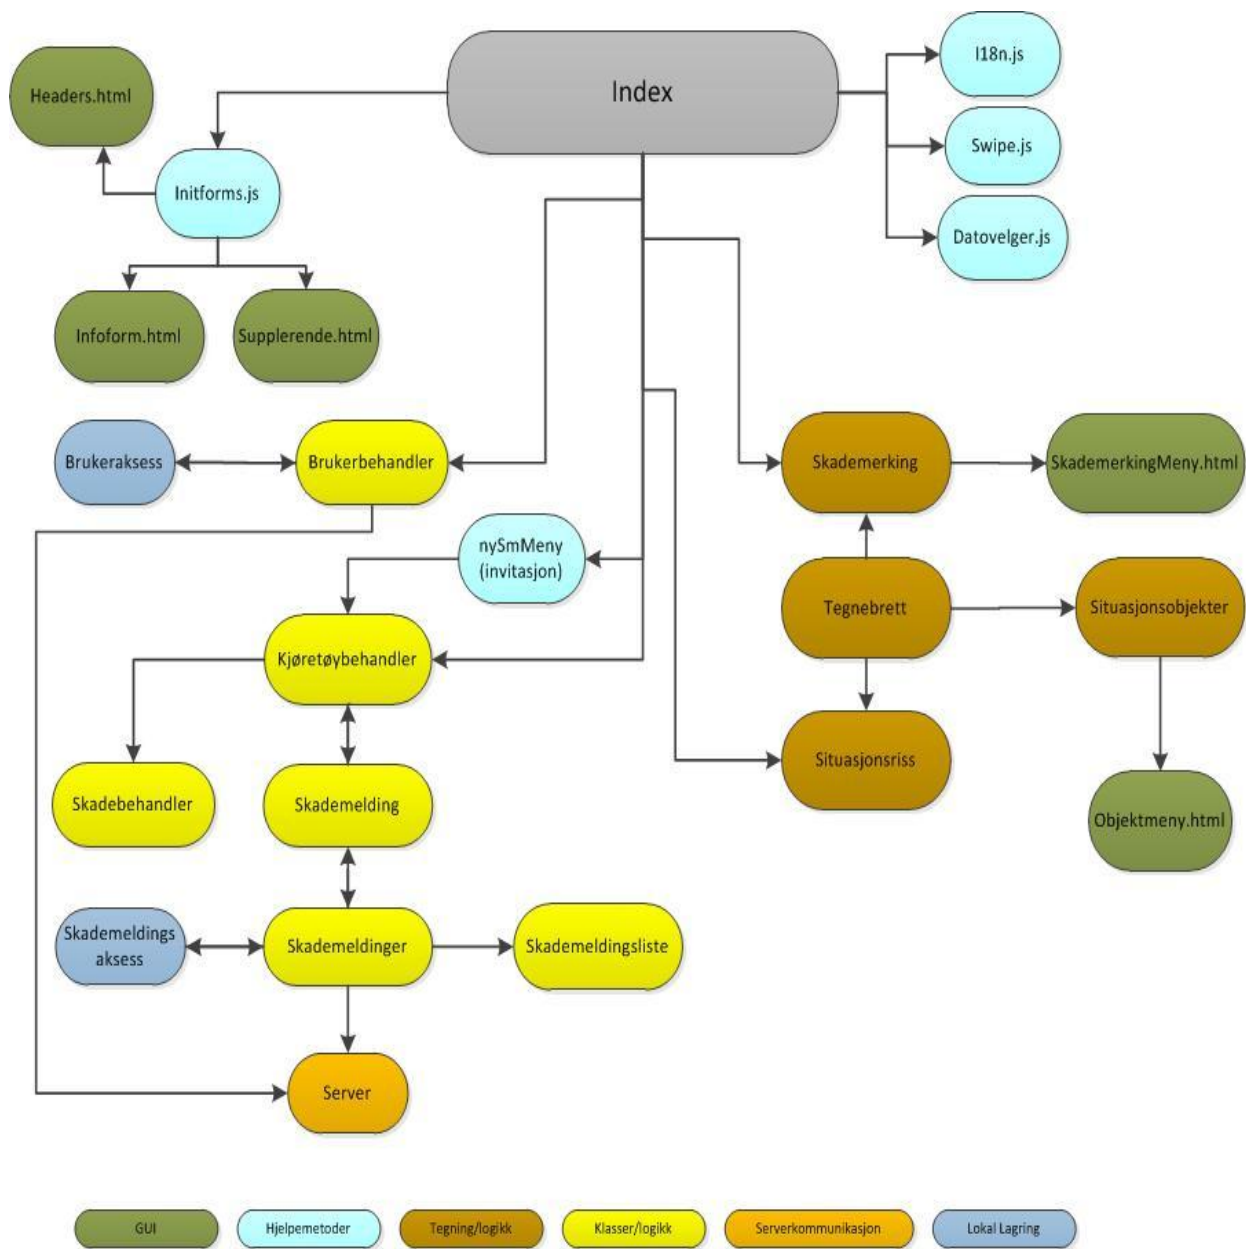 Index
I18n.js
Headers.html
Swipe.js
Initforms.js
Datovelger.js
Infoform.html
Supplerende.html
Brukeraksess
Brukerbehandler
Skademerking
SkademerkingMeny.html
nySmMeny
(invitasjon)
Tegnebrett
Situasjonsobjekter
Kjøretøybehandler
Situasjonsriss
Skadebehandler
Skademelding
Objektmeny.html
Skademeldings
aksess
Skademeldinger
Skademeldingsliste
Server
GUI
Hjelpemetoder
Tegning/logikk
Klasser/logikk
Serverkommunikasjon
Lokal Lagring